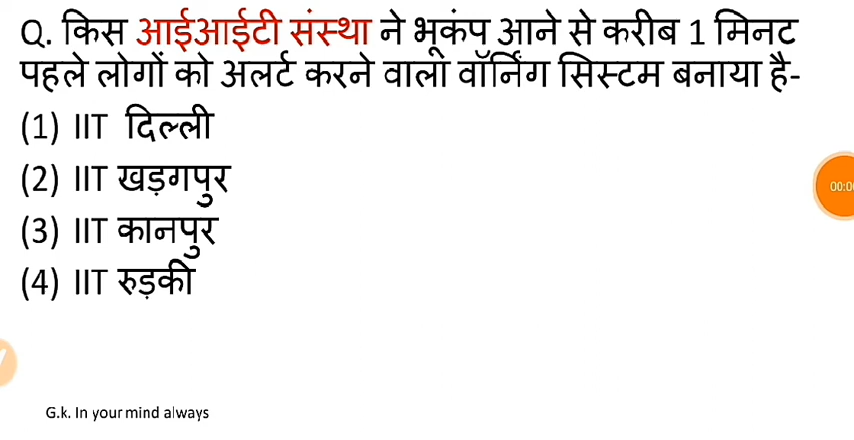 Q. किस आईआईटी संस्था ने भूकंप आने से करीब 1 मिनट
पहले लोगों को अलर्ट करने वाला वॉर्निंग सिस्टम बनाया है-
(1) IIT दिल्ली
(2) IIT खड़गपुर
(3) IIT कानपुर
(4) IIT रुड़की
G.k. In your mind always